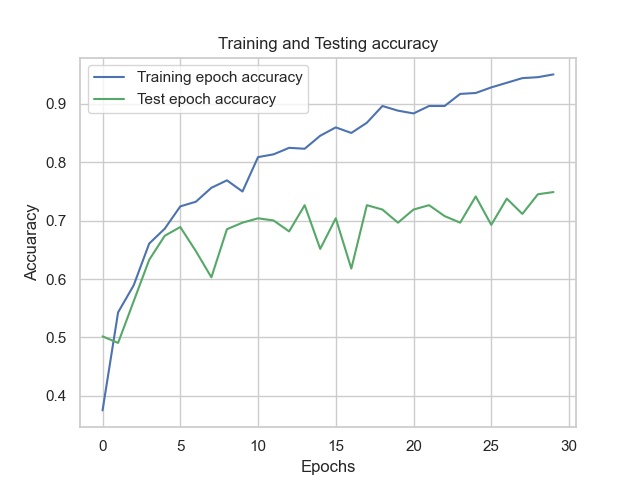 Training and Testing accuracy
Training epoch accuracy
Test epoch accuracy
Accuaracy
0.9
0.8
0.7
0.6
0.5
0.4
0 5 10 15 20 25 30
Epochs